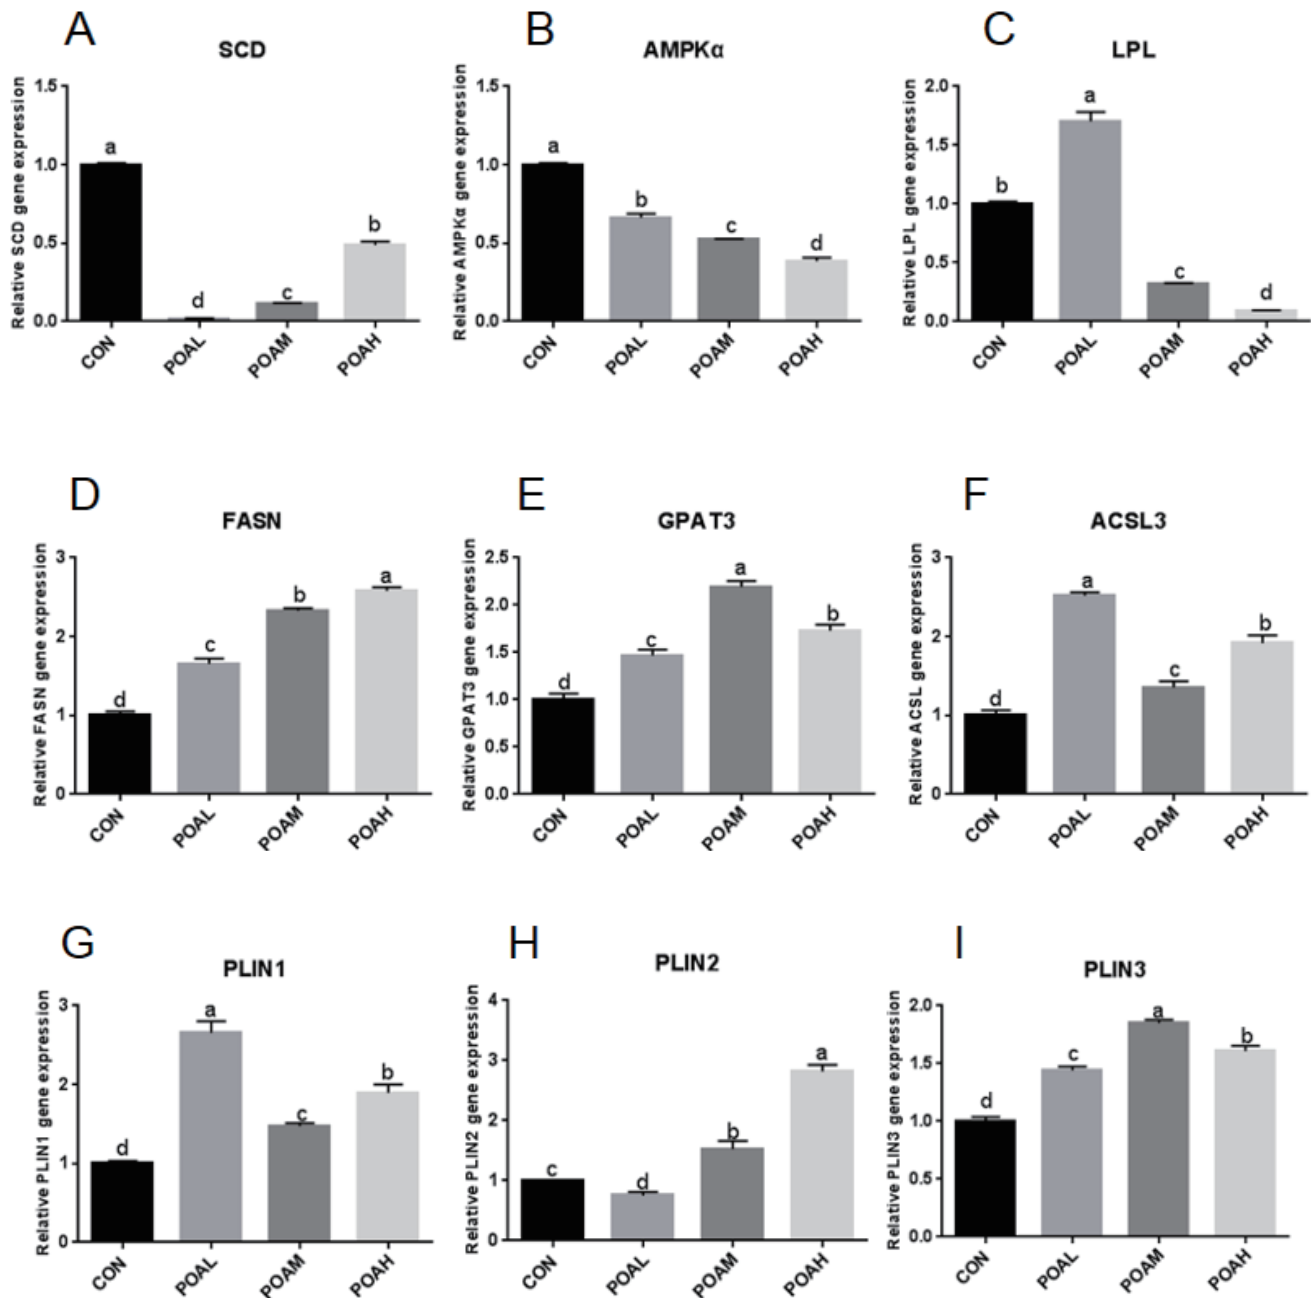 A
SCD
Relative SCD gene expression
1.5
1.0
0.5
0.0
a
d
c
b
CON
POAL
POAM
POAH
B
AMPKα
Relative AMPKα gene expression
1.5
1.0
0.5
0.0
a
b
c
d
CON
POAL
POAM
POAH
C
LPL
Relative LPL gene expression
2.0
1.5
1.0
0.5
0.0
b
a
c
d
CON
POAL
POAM
POAH
D
FASN
Relative FASN gene expression
3
2
1
0
d
c
b
a
CON
POAL
POAM
POAH
E
GPAT3
Relative GPAT3 gene expression
2.5
2.0
1.5
1.0
0.5
0.0
d
c
a
b
CON
POAL
POAM
POAH
F
ACSL3
Relative ACSL gene expression
3
2
1
0
d
a
c
b
CON
POAL
POAM
POAH
G
PLIN1
Relative PLIN1 gene expression
3
2
1
0
d
a
c
b
CON
POAL
POAM
POAH
H
PLIN2
Relative PLIN2 gene expression
4
3
2
1
0
c
d
b
a
CON
POAL
POAM
POAH
I
PLIN3
Relative PLIN3 gene expression
2.0
1.5
1.0
0.5
0.0
d
c
a
b
CON
POAL
POAM
POAH